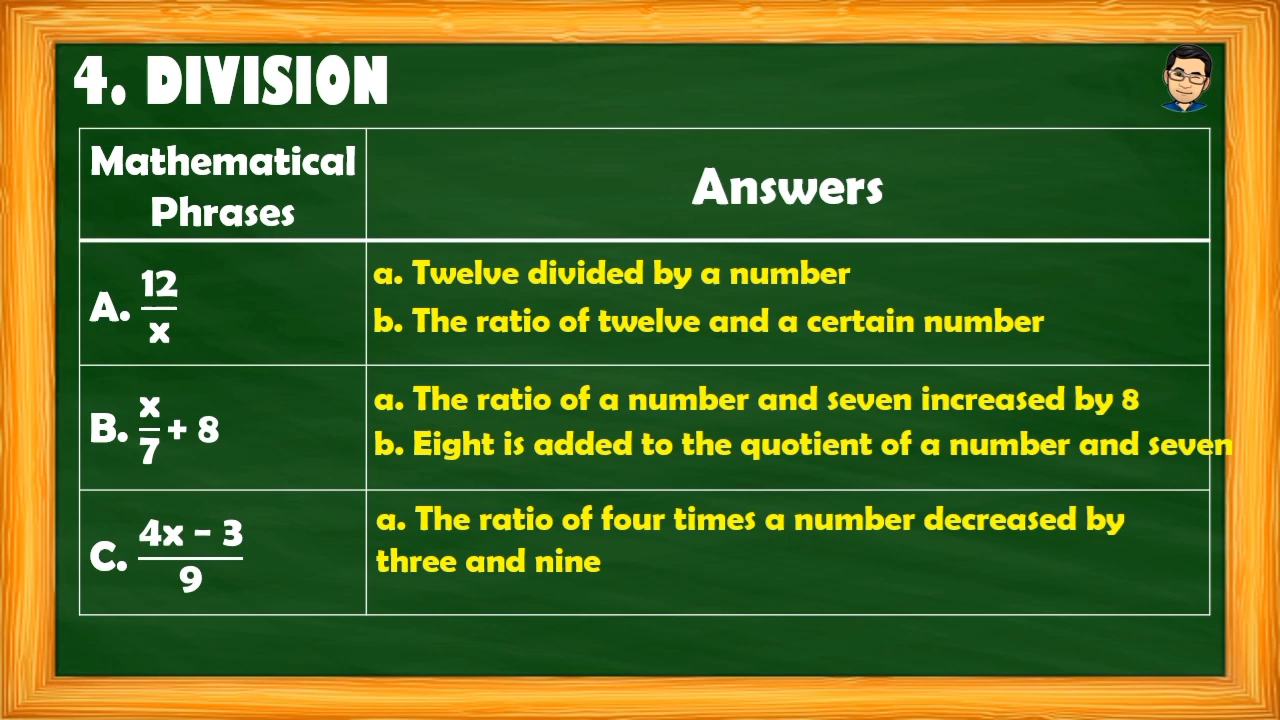 4. DIVISION
Mathematical
Phrases
Answers
A. 12/x
a. Twelve divided by a number
b. The ratio of twelve and a certain number
B. x/7 + 8
a. The ratio of a number and seven increased by 8
b. Eight is added to the quotient of a number and seven
C. (4x - 3)/9
a. The ratio of four times a number decreased by
three and nine